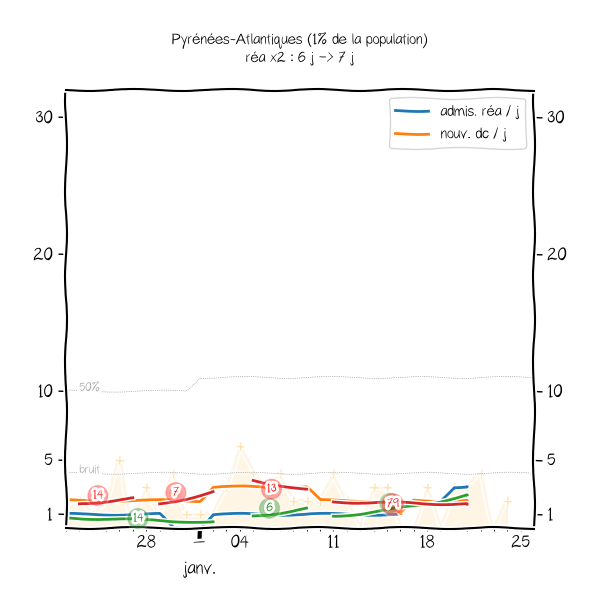 Pyrénées-Atlantiques (1% de la population)
réa x2 : 6 j -> 7 j
admis. réa / j
nouv. dc / j
30 30
20 20
10 10
50%
5 5
bruit
14 7 13
14 6
1 1
28 04 11 18 25
janv.